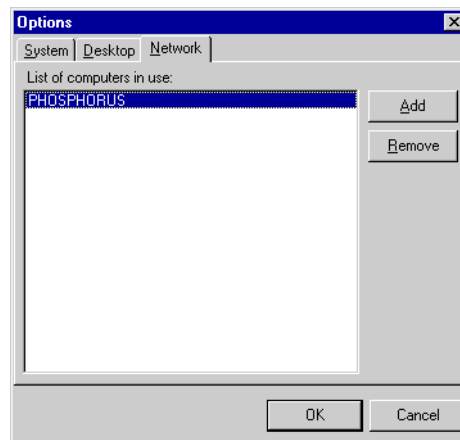 Options
System Desktop Network
List of computers in use:
PHOSPHORUS
Add
Remove
OK Cancel